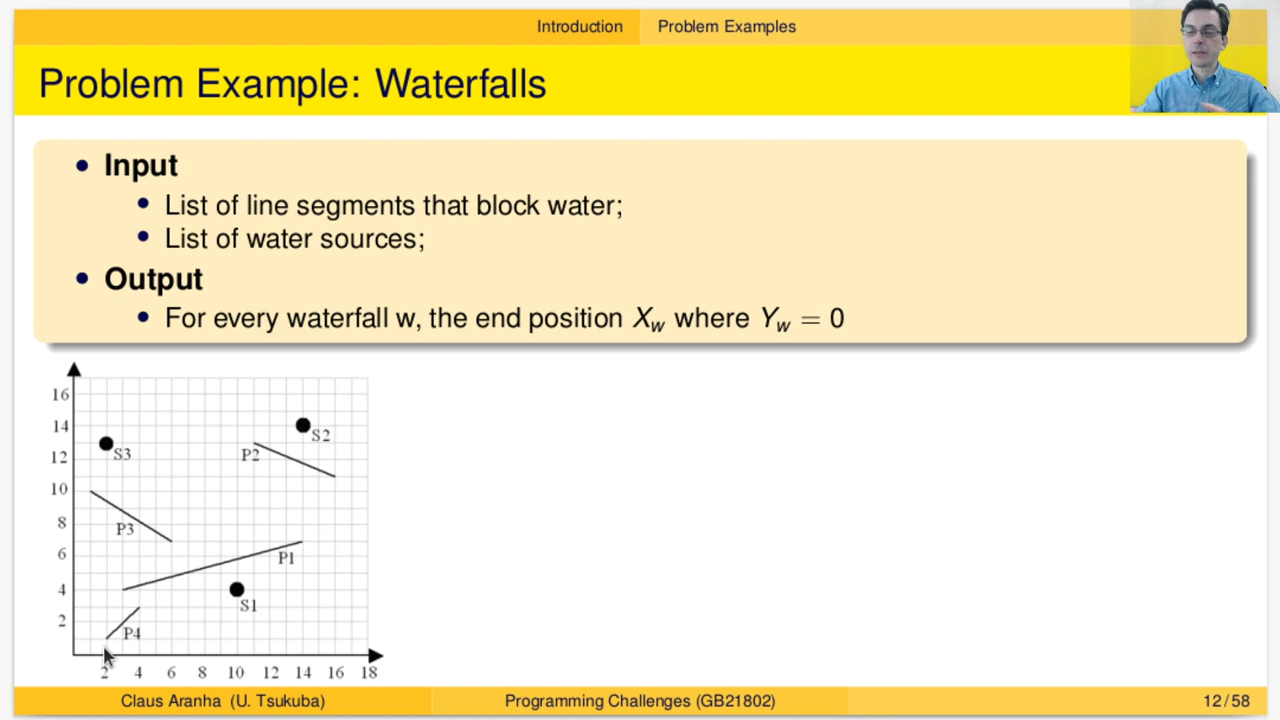 Introduction Problem Examples
Problem Example: Waterfalls
• Input
• List of line segments that block water;
• List of water sources;
• Output
• For every waterfall w, the end position Xw where Yw = 0
16
14
12
10
8
6
4
2
S3
S2
P2
P3
P1
S1
P4
2 4 6 8 10 12 14 16 18
Claus Aranha (U. Tsukuba) Programming Challenges (GB21802) 12 / 58